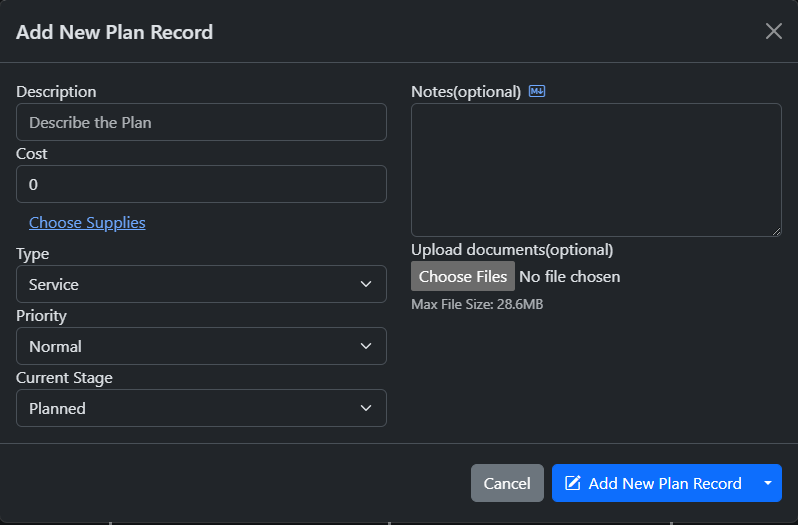 Add New Plan Record
Description
Describe the Plan
Cost
0
Choose Supplies
Type
Service
Priority
Normal
Current Stage
Planned
Notes(optional) M↓
Upload documents(optional)
Choose Files No file chosen
Max File Size: 28.6MB
Cancel
Add New Plan Record